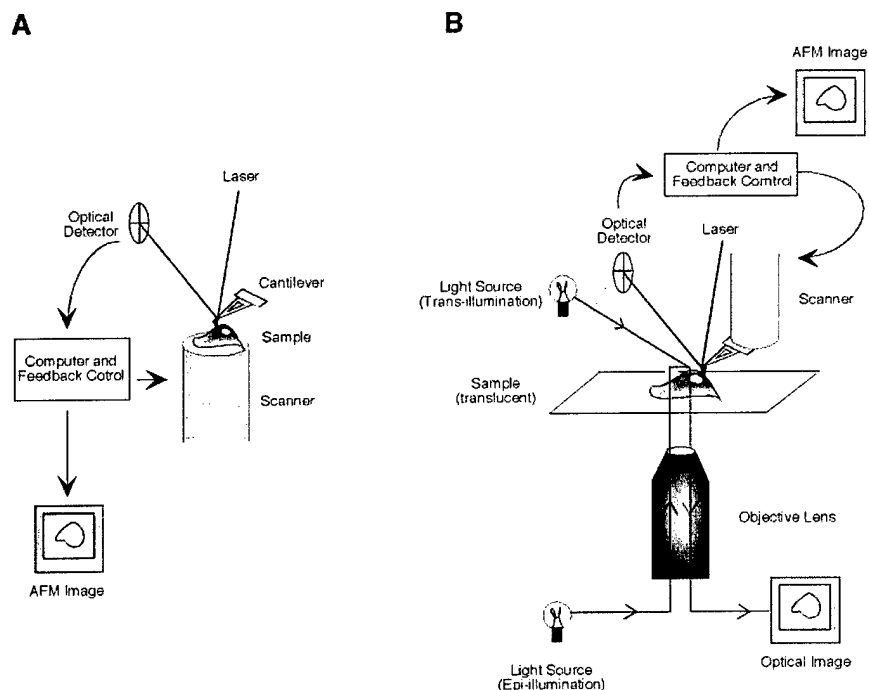 A
Laser
Optical
Detector
Cantilever
Sample
Computer and
Feedback Cotrol
Scanner
AFM Image
B
AFM Image
Computer and
Feedback Comtrol
Optical
Detector
Laser
Light Source
(Trans-illumination)
Scanner
Sample
(translucent)
Objective Lens
Light Source
(Epi-illumination)
Optical Image